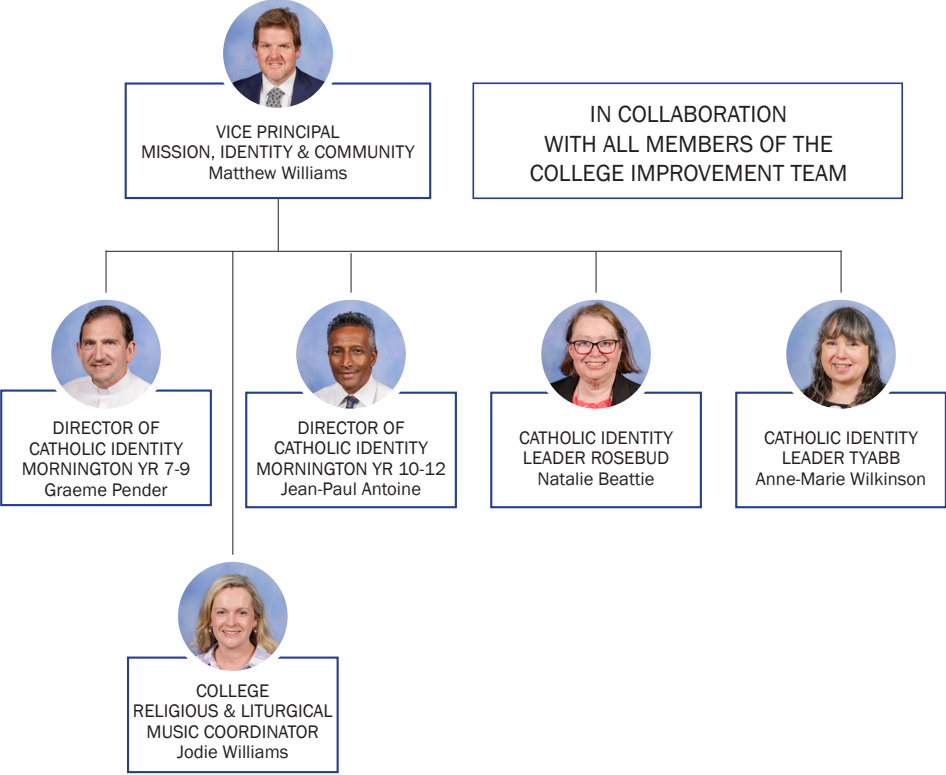 VICE PRINCIPAL
MISSION, IDENTITY & COMMUNITY
Matthew Williams
IN COLLABORATION
WITH ALL MEMBERS OF THE
COLLEGE IMPROVEMENT TEAM
DIRECTOR OF
CATHOLIC IDENTITY
MORNINGTON YR 7-9
Graeme Pender
DIRECTOR OF
CATHOLIC IDENTITY
MORNINGTON YR 10-12
Jean-Paul Antoine
CATHOLIC IDENTITY
LEADER ROSEBUD
Natalie Beattie
CATHOLIC IDENTITY
LEADER TYABB
Anne-Marie Wilkinson
COLLEGE
RELIGIOUS & LITURGICAL
MUSIC COORDINATOR
Jodie Williams